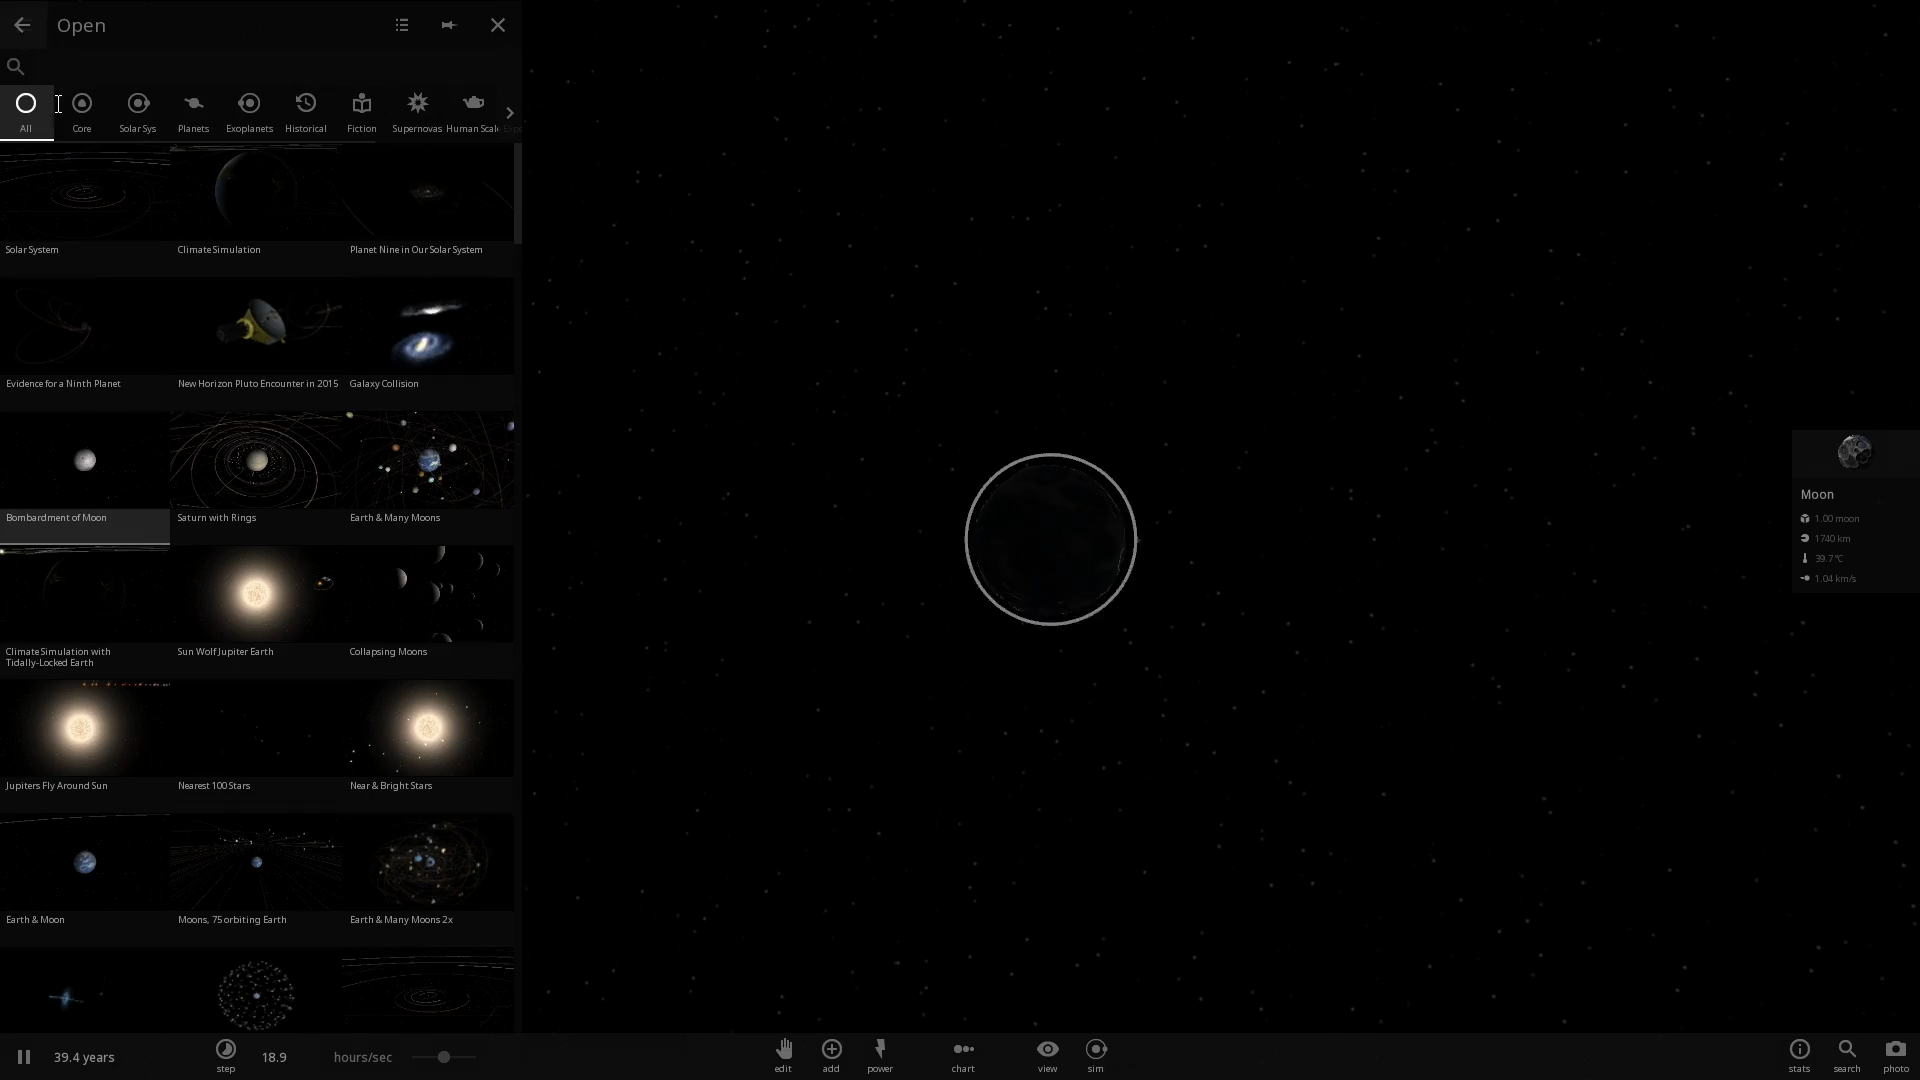 Open
All
Core
Solar Sys
Planets
Exoplanets
Historical
Fiction
Supernovas
Human Scale
Solar System
Climate Simulation
Planet Nine in Our Solar System
Evidence for a Ninth Planet
New Horizon Pluto Encounter in 2015
Galaxy Collision
Bombardment of Moon
Saturn with Rings
Earth & Many Moons
Climate Simulation with
Tidally-Locked Earth
Sun Wolf Jupiter Earth
Collapsing Moons
Jupiters Fly Around Sun
Nearest 100 Stars
Near & Bright Stars
Earth & Moon
Moons, 75 orbiting Earth
Earth & Many Moons 2x
Moon
1.00 moon
1740 km
39.7 °C
1.04 km/s
39.4 years
step
18.9
hours/sec
edit
add
power
chart
view
sim
stats
search
photo